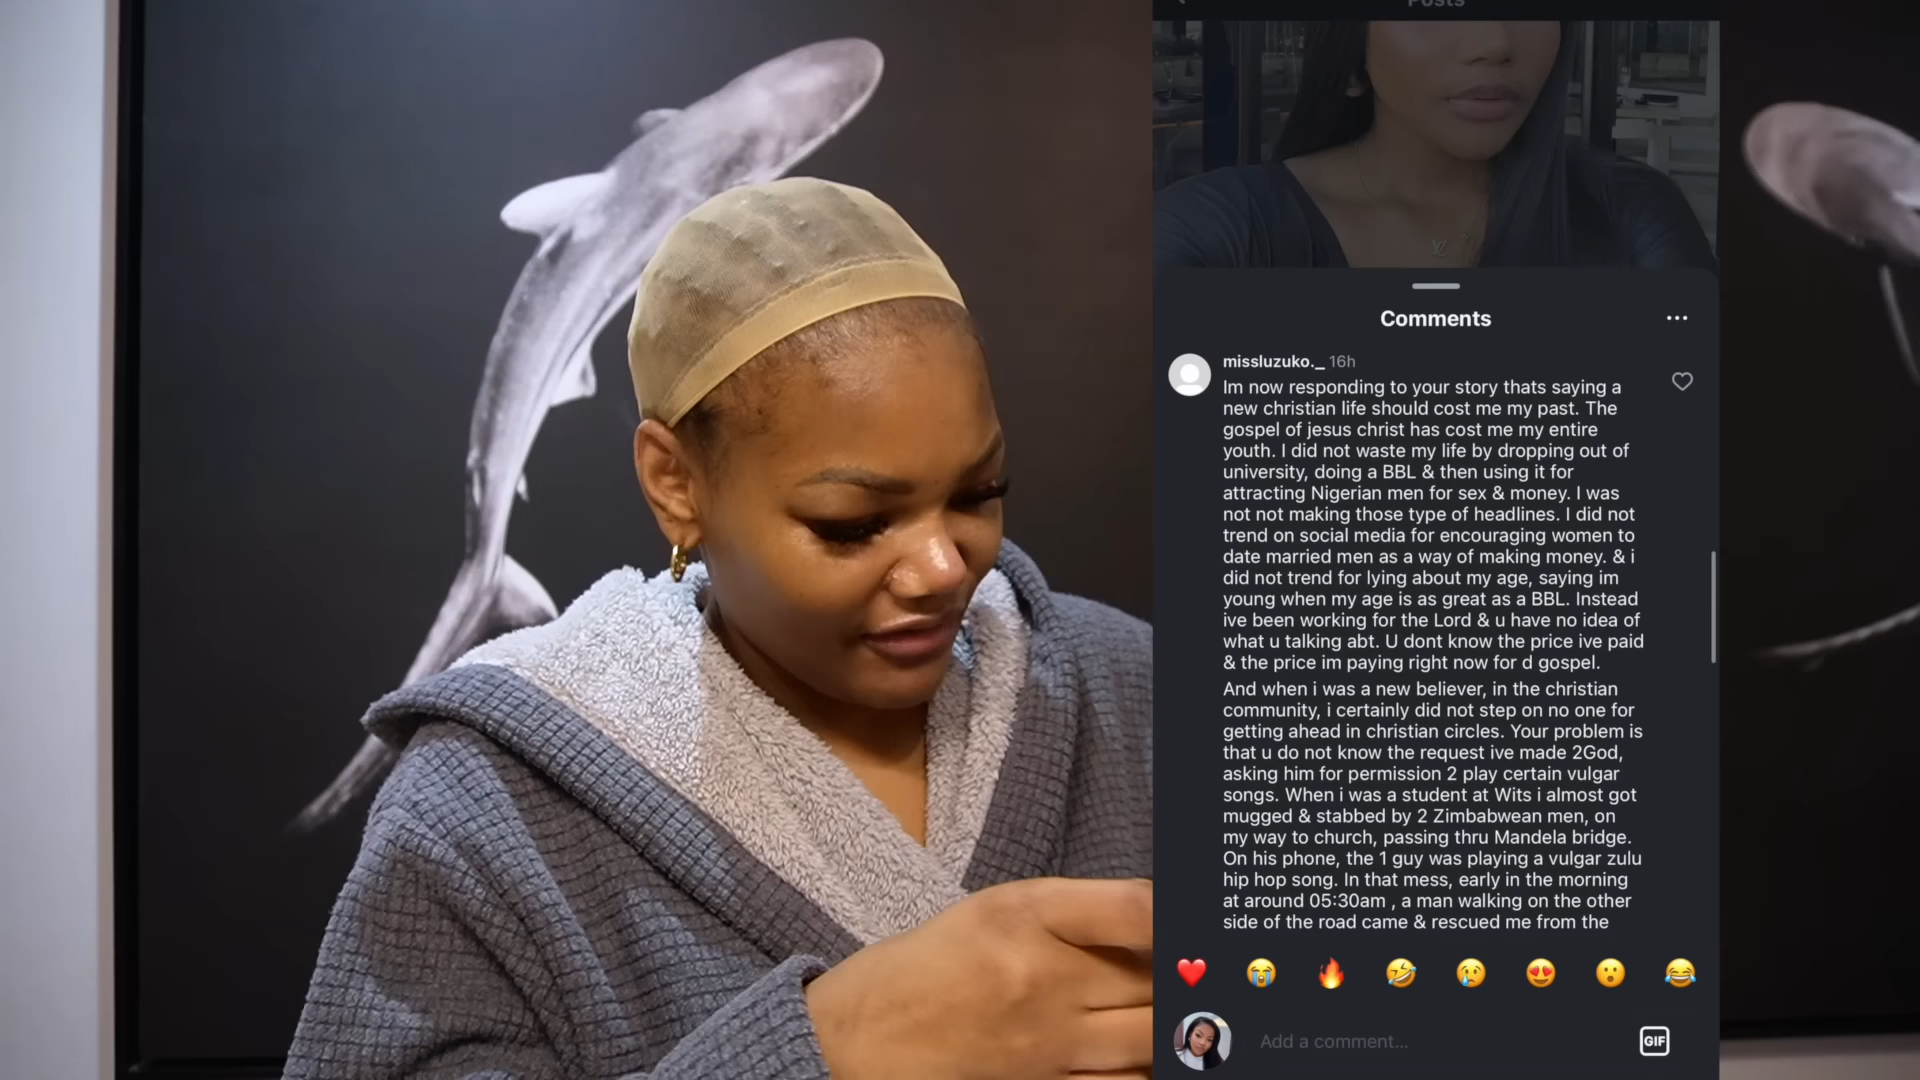 Posts
Comments
missluzuko._ 16h
Im now responding to your story thats saying a
new christian life should cost me my past. The
gospel of jesus christ has cost me my entire
youth. I did not waste my life by dropping out of
university, doing a BBL & then using it for
attracting Nigerian men for sex & money. I was
not not making those type of headlines. I did not
trend on social media for encouraging women to
date married men as a way of making money. & i
did not trend for lying about my age, saying im
young when my age is as great as a BBL. Instead
ive been working for the Lord & u have no idea of
what u talking abt. U dont know the price ive paid
& the price im paying right now for d gospel.
And when i was a new believer, in the christian
community, i certainly did not step on no one for
getting ahead in christian circles. Your problem is
that u do not know the request ive made 2God,
asking him for permission 2 play certain vulgar
songs. When i was a student at Wits i almost got
mugged & stabbed by 2 Zimbabwean men, on
my way to church, passing thru Mandela bridge.
On his phone, the 1 guy was playing a vulgar zulu
hip hop song. In that mess, early in the morning
at around 05:30am , a man walking on the other
side of the road came & rescued me from the
Add a comment...
GIF